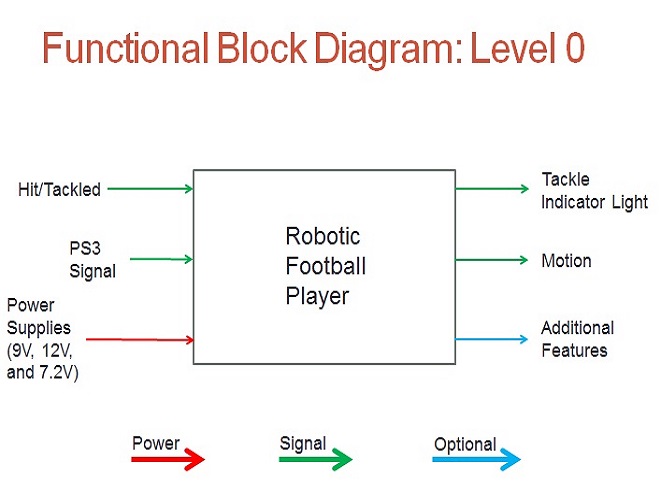 Functional Block Diagram: Level 0
Hit/Tackled
PS3
Signal
Power
Supplies
(9V, 12V,
and 7.2V)
Robotic
Football
Player
Tackle
Indicator Light
Motion
Additional
Features
Power
Signal
Optional